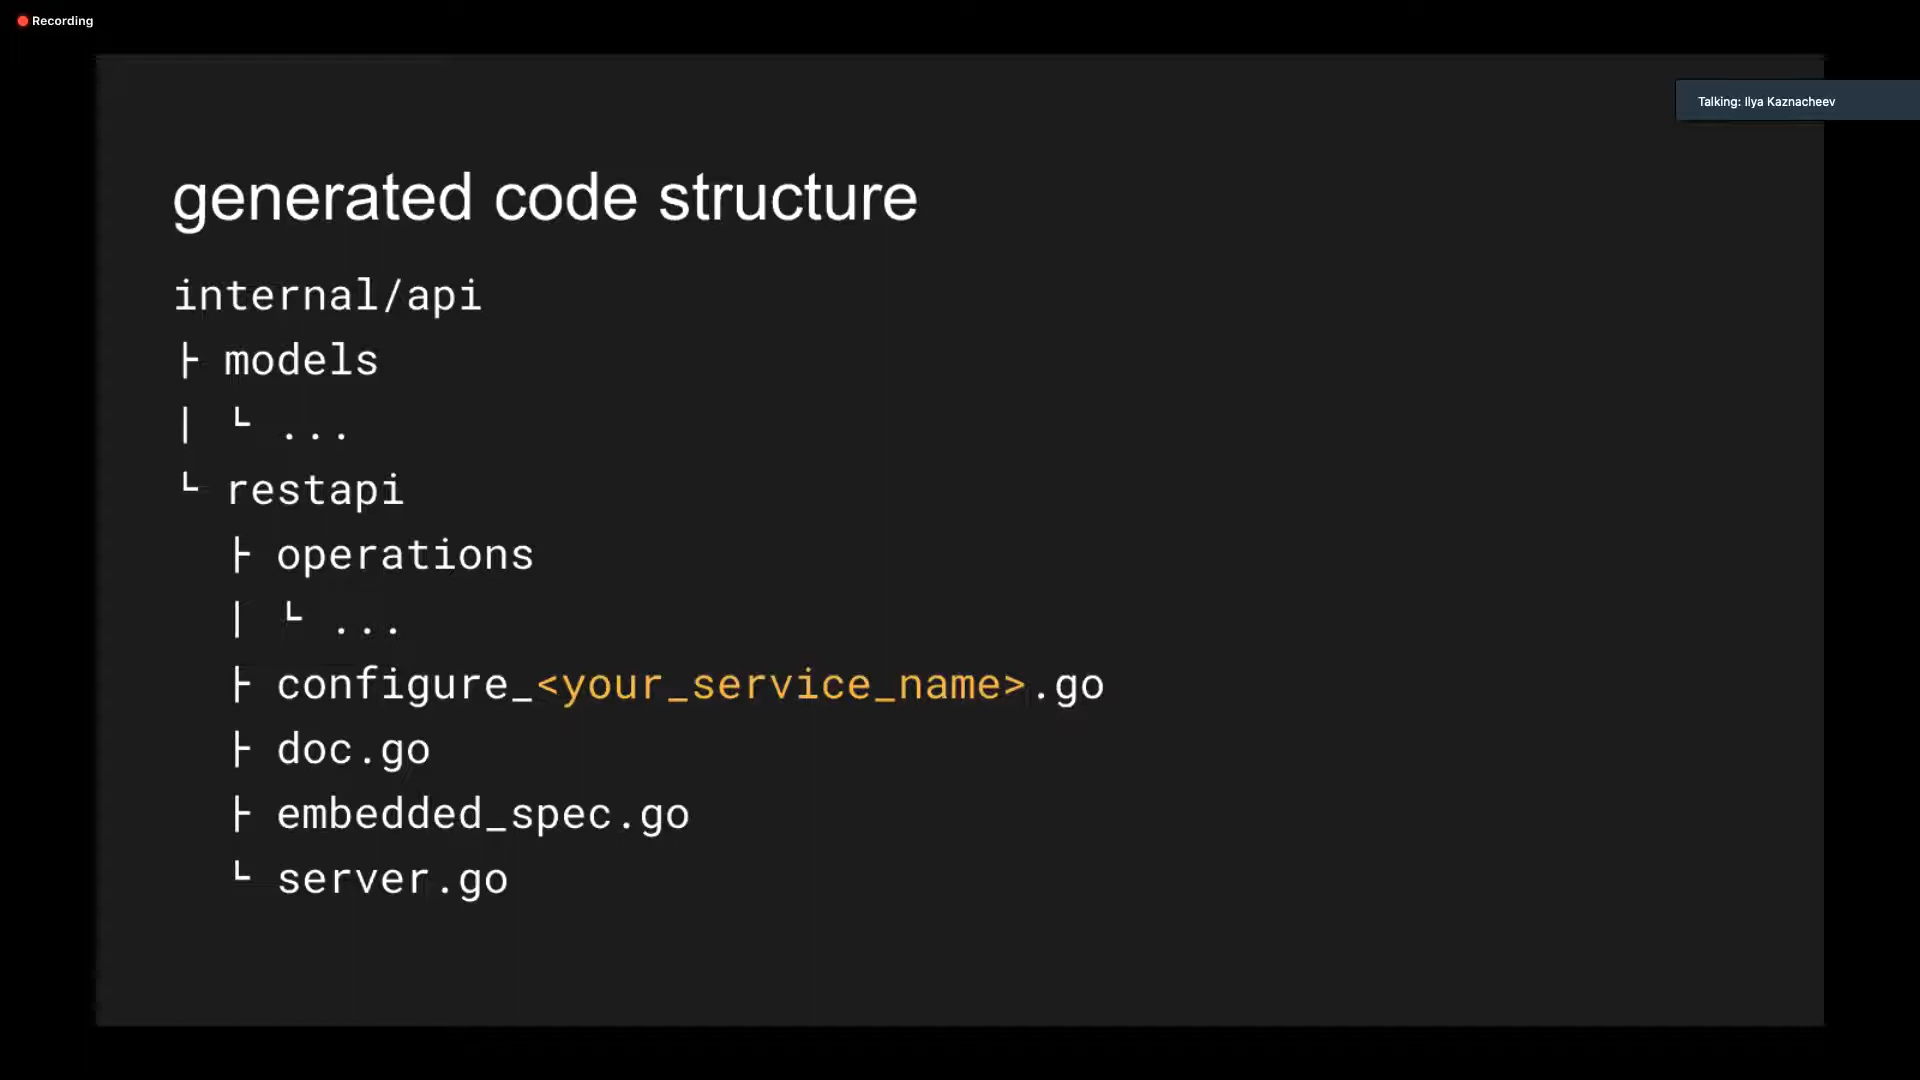 Recording
Talking: Ilya Kaznacheev
generated code structure
internal/api
├ models
│ └ ...
└ restapi
├ operations
│ └ ...
├ configure_<your_service_name>.go
├ doc.go
├ embedded_spec.go
└ server.go